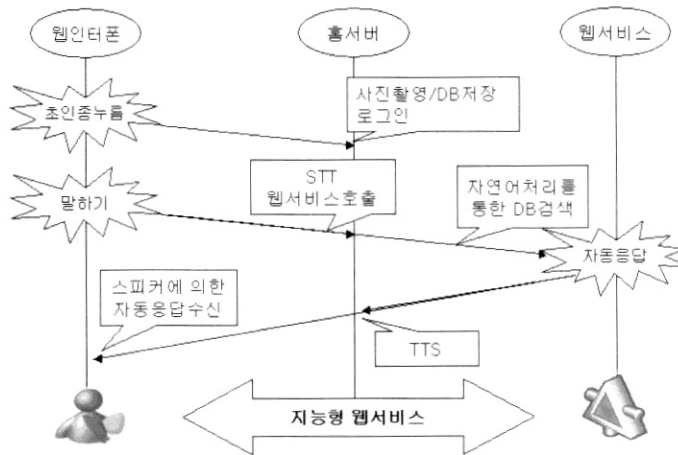 웹인터폰
홈서버
웹서비스
초인종누름
사진촬영/DB저장
로그인
말하기
STT
웹서비스호출
자연어처리를
통한 DB검색
자동응답
스피커에 의한
자동응답수신
TTS
지능형 웹서비스